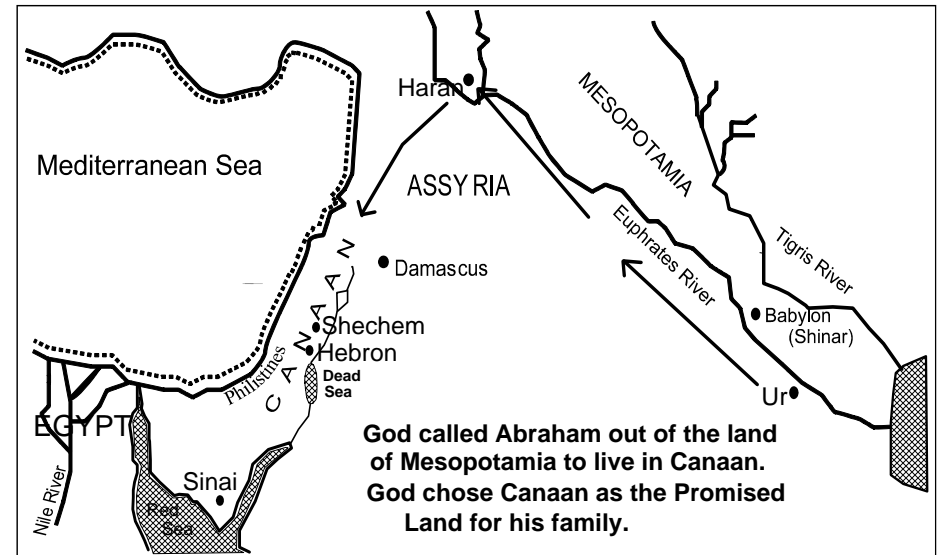 Haran
MESOPOTAMIA
Mediterranean Sea
ASSYRIA
Euphrates River
Tigris River
Damascus
CANAAN
Babylon
(Shinar)
Shechem
Hebron
Philistines
Dead
Sea
Ur
EGYPT
God called Abraham out of the land
of Mesopotamia to live in Canaan.
God chose Canaan as the Promised
Land for his family.
Sinai
Nile River
Red
Sea